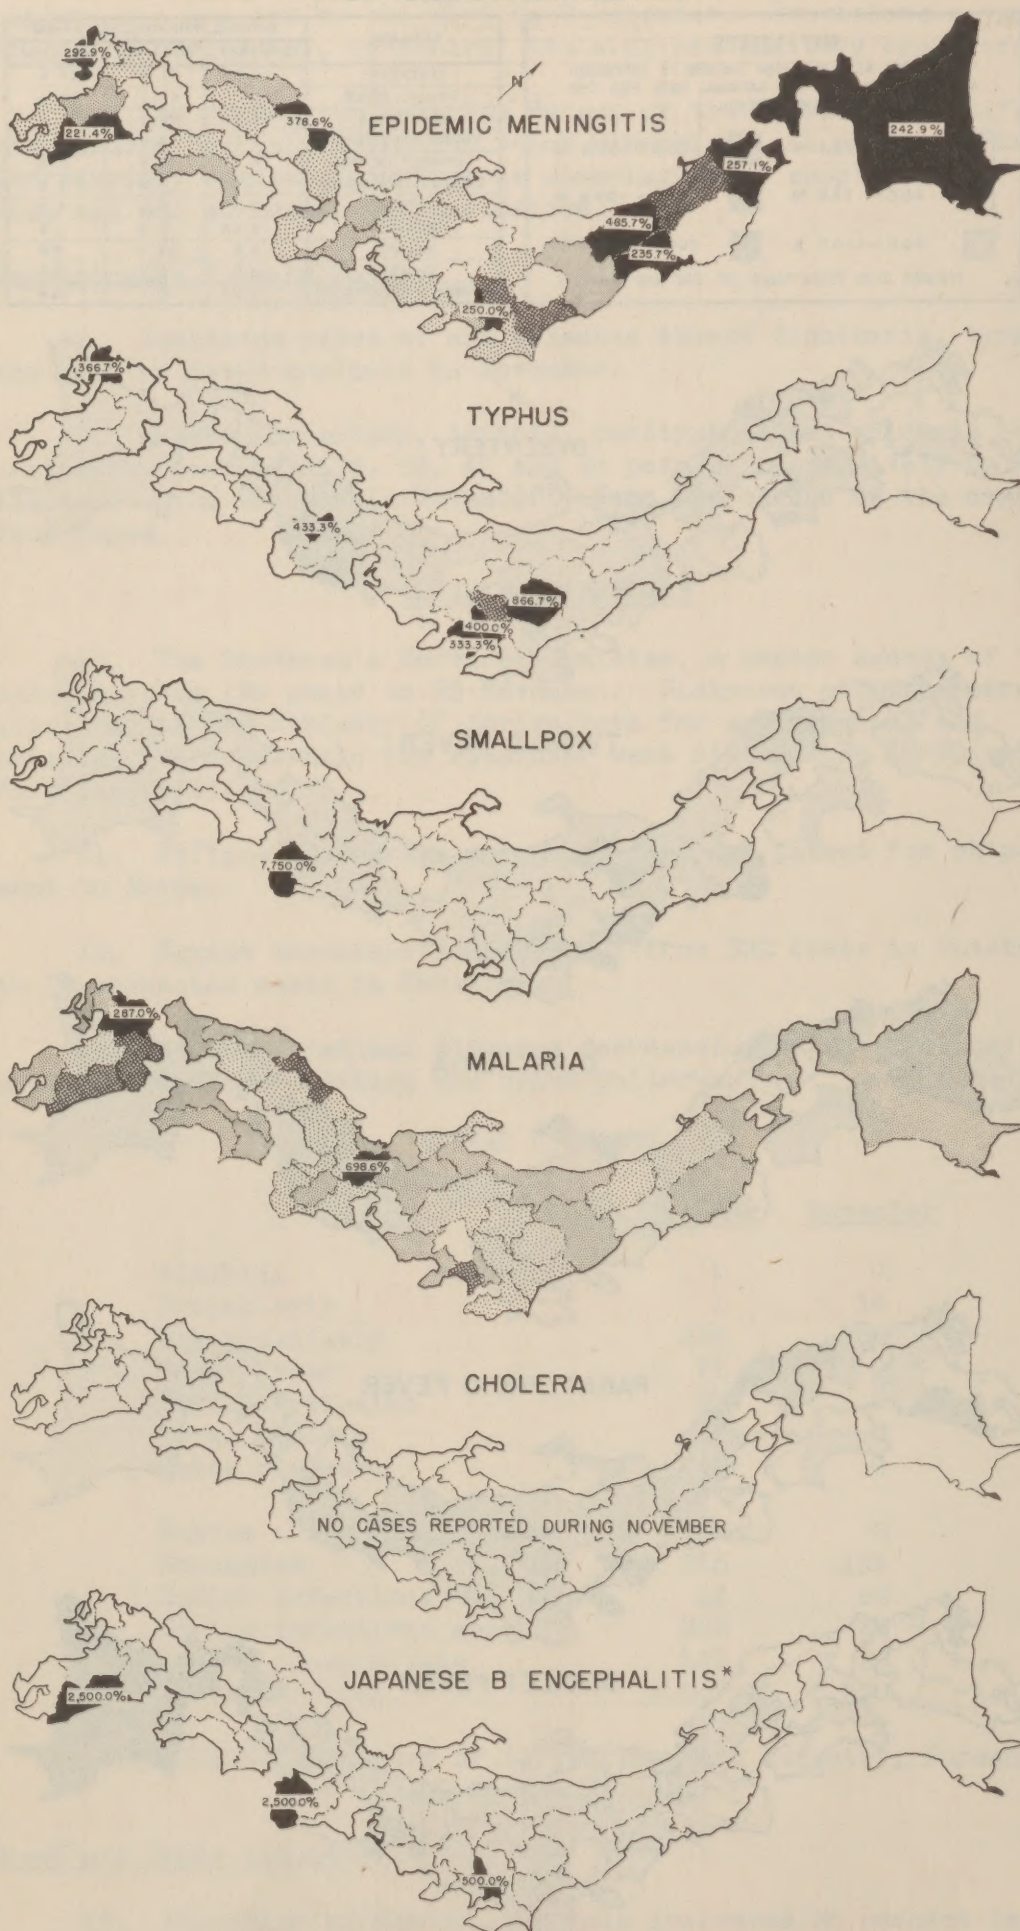 292.9%
221.4%
378.6%
N
EPIDEMIC MENINGITIS
242.9%
257.1%
485.7%
235.7%
250.0%
366.7%
TYPHUS
433.3%
866.7%
400.0%
333.3%
SMALLPOX
7,750.0%
287.0%
MALARIA
698.6%
CHOLERA
NO CASES REPORTED DURING NOVEMBER
JAPANESE B ENCEPHALITIS*
2,500.0%
2,500.0%
500.0%